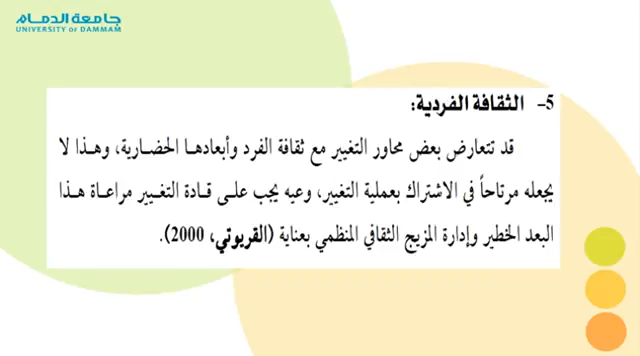 جامعة الدمام
UNIVERSITY OF DAMMAM
5- الثقافة الفردية:
قد تتعارض بعض محاور التغيير مع ثقافة الفرد وأبعادها الحضارية، وهذا لا
يجعله مرتاحاً في الاشتراك بعملية التغيير، وعيه يجب على قادة التغيير مراعاة هذا
البعد الخطير وإدارة المزيج الثقافي المنظمي بعناية (القريوتي، 2000).